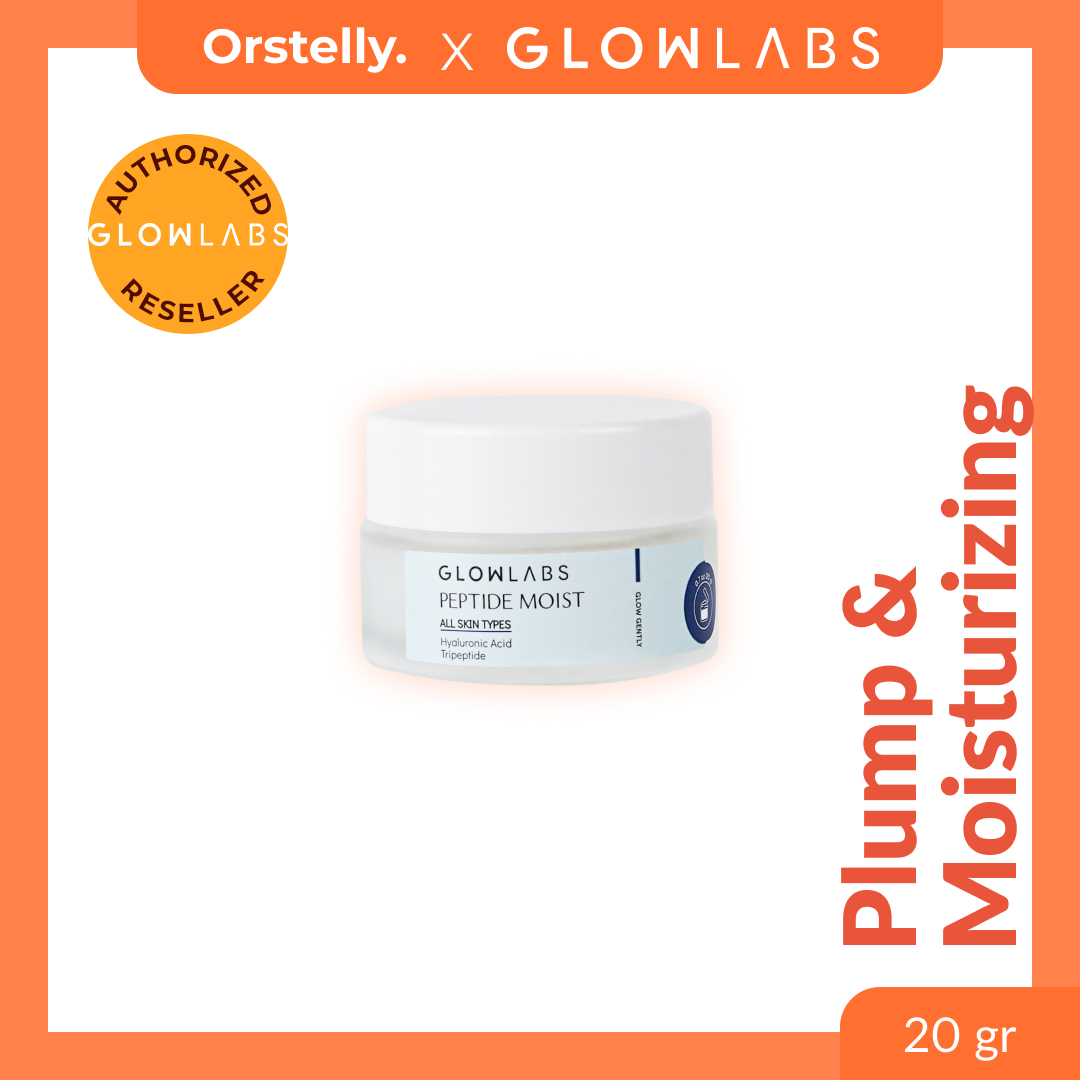 Orstelly. X GLOWLABS
AUTHORIZED
GLOWLABS
RESELLER
GLOWLABS
PEPTIDE MOIST
ALL SKIN TYPES
Hyaluronic Acid
Tripeptide
GLOW GENTLY
Plump &
Moisturizing
20 gr